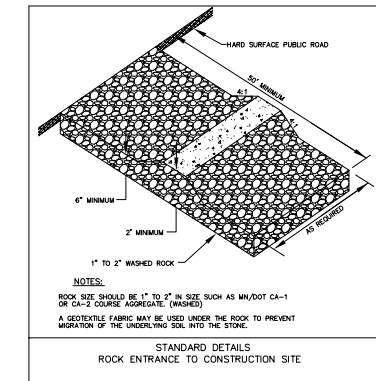 HARD SURFACE PUBLIC ROAD
50' MINIMUM
4:1
4:1
6" MINIMUM
2" MINIMUM
AS REQUIRED
1" TO 2" WASHED ROCK
NOTES:
ROCK SIZE SHOULD BE 1" TO 2" IN SIZE SUCH AS MN/DOT CA-1
OR CA-2 COURSE AGGREGATE. (WASHED)
A GEOTEXTILE FABRIC MAY BE USED UNDER THE ROCK TO PREVENT
MIGRATION OF THE UNDERLYING SOIL INTO THE STONE.
STANDARD DETAILS
ROCK ENTRANCE TO CONSTRUCTION SITE